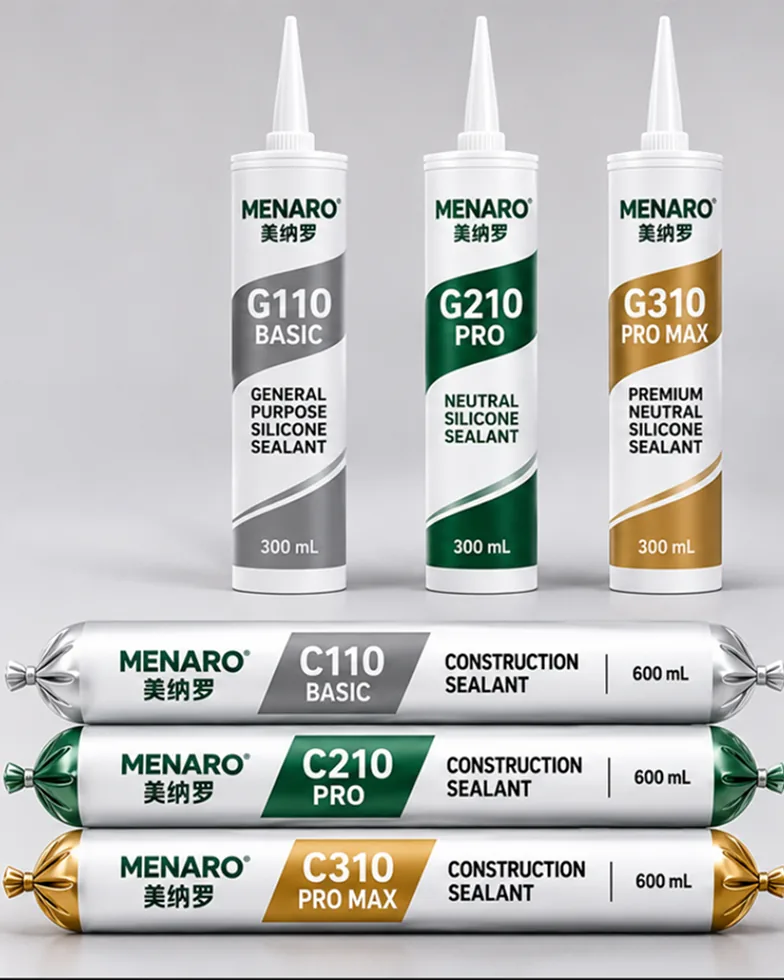 MENARO®
美纳罗
G110
BASIC
GENERAL
PURPOSE
SILICONE
SEALANT
300 mL
MENARO®
美纳罗
G210
PRO
NEUTRAL
SILICONE
SEALANT
300 mL
MENARO®
美纳罗
G310
PRO MAX
PREMIUM
NEUTRAL
SILICONE
SEALANT
300 mL
MENARO®
美纳罗
C110
BASIC
CONSTRUCTION
SEALANT
600 mL
MENARO®
美纳罗
C210
PRO
CONSTRUCTION
SEALANT
600 mL
MENARO®
美纳罗
C310
PRO MAX
CONSTRUCTION
SEALANT
600 mL